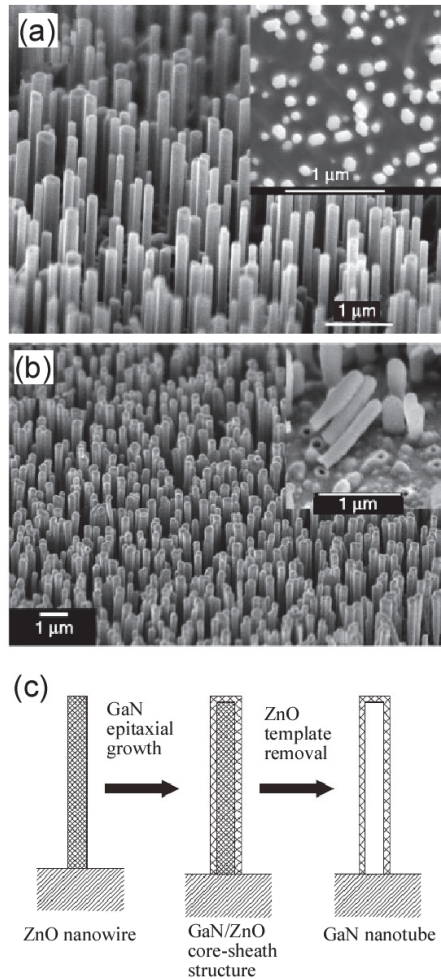 (a)
1 μm
1 μm
(b)
1 μm
1 μm
(c)
GaN
epitaxial
growth
ZnO
template
removal
ZnO nanowire
GaN/ZnO
core-sheath
structure
GaN nanotube